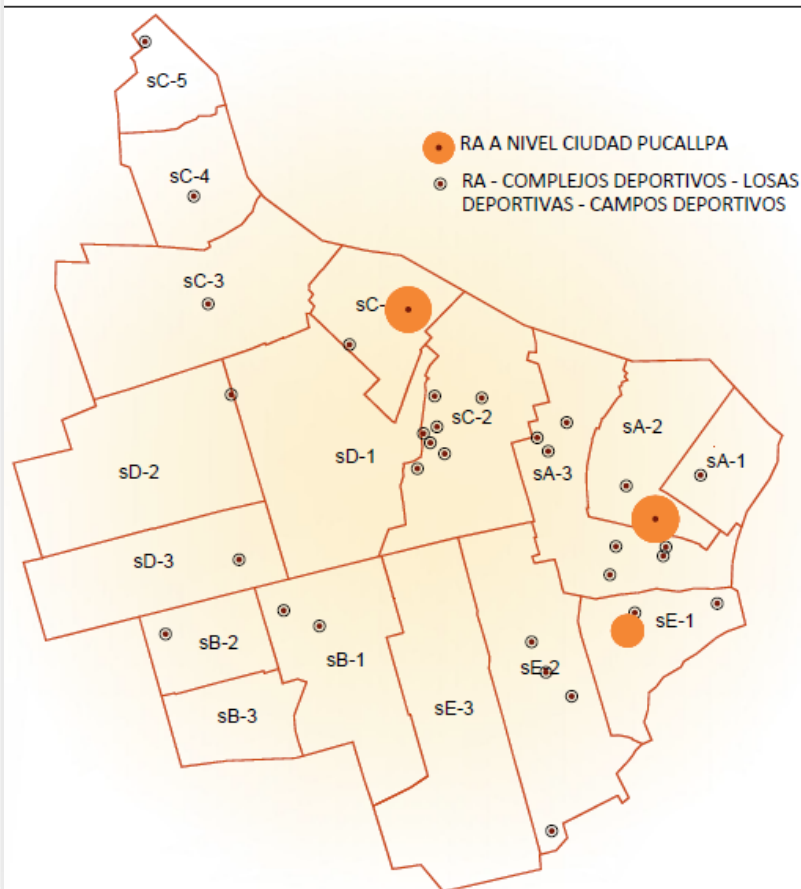 sC-5
RA A NIVEL CIUDAD PUCALLPA
sC-4
RA - COMPLEJOS DEPORTIVOS - LOSAS
DEPORTIVAS - CAMPOS DEPORTIVOS
sC-3
sC-
sC-2
sA-2
sA-1
sD-1
sD-2
sA-3
sD-3
sE-1
sB-2
sB-1
sE-2
sB-3
sE-3